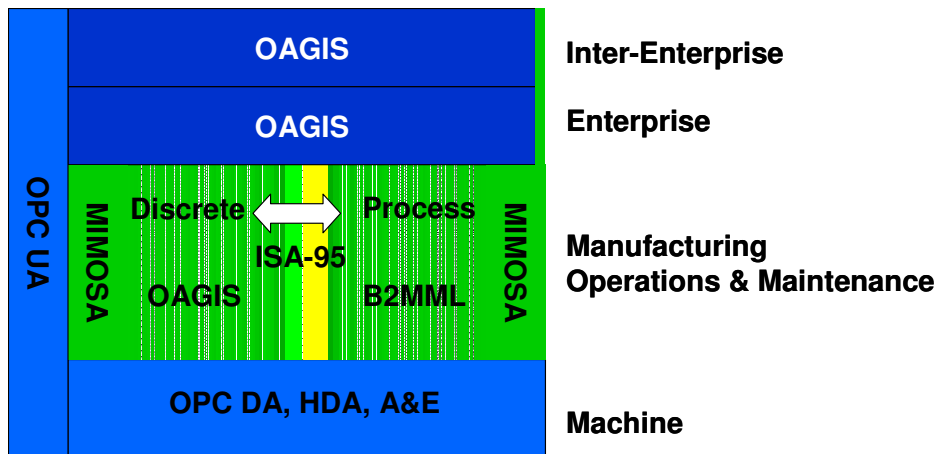 OAGIS
Inter-Enterprise
OAGIS
Enterprise
OPC UA
MIMOSA
Discrete
Process
ISA-95
OAGIS
B2MML
MIMOSA
Manufacturing
Operations & Maintenance
OPC DA, HDA, A&E
Machine